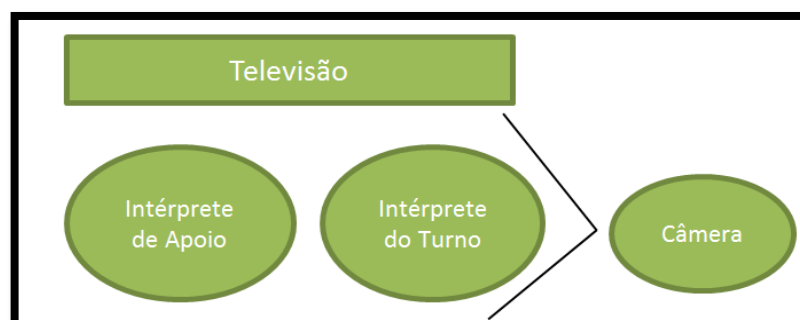 Televisão
Intérprete
de Apoio
Intérprete
do Turno
Câmera